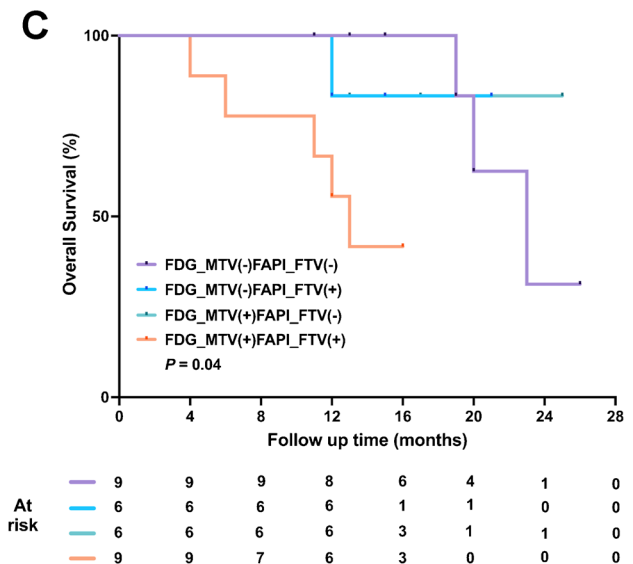 C
100
50
0
Overall Survival (%)
FDG_MTV(-)FAPI_FTV(-)
FDG_MTV(-)FAPI_FTV(+)
FDG_MTV(+)FAPI_FTV(-)
FDG_MTV(+)FAPI_FTV(+)
P = 0.04
0 4 8 12 16 20 24 28
Follow up time (months)
At risk
9 9 9 8 6 4 1 0
6 6 6 6 1 1 0 0
6 6 6 6 3 1 1 0
9 9 7 6 3 0 0 0